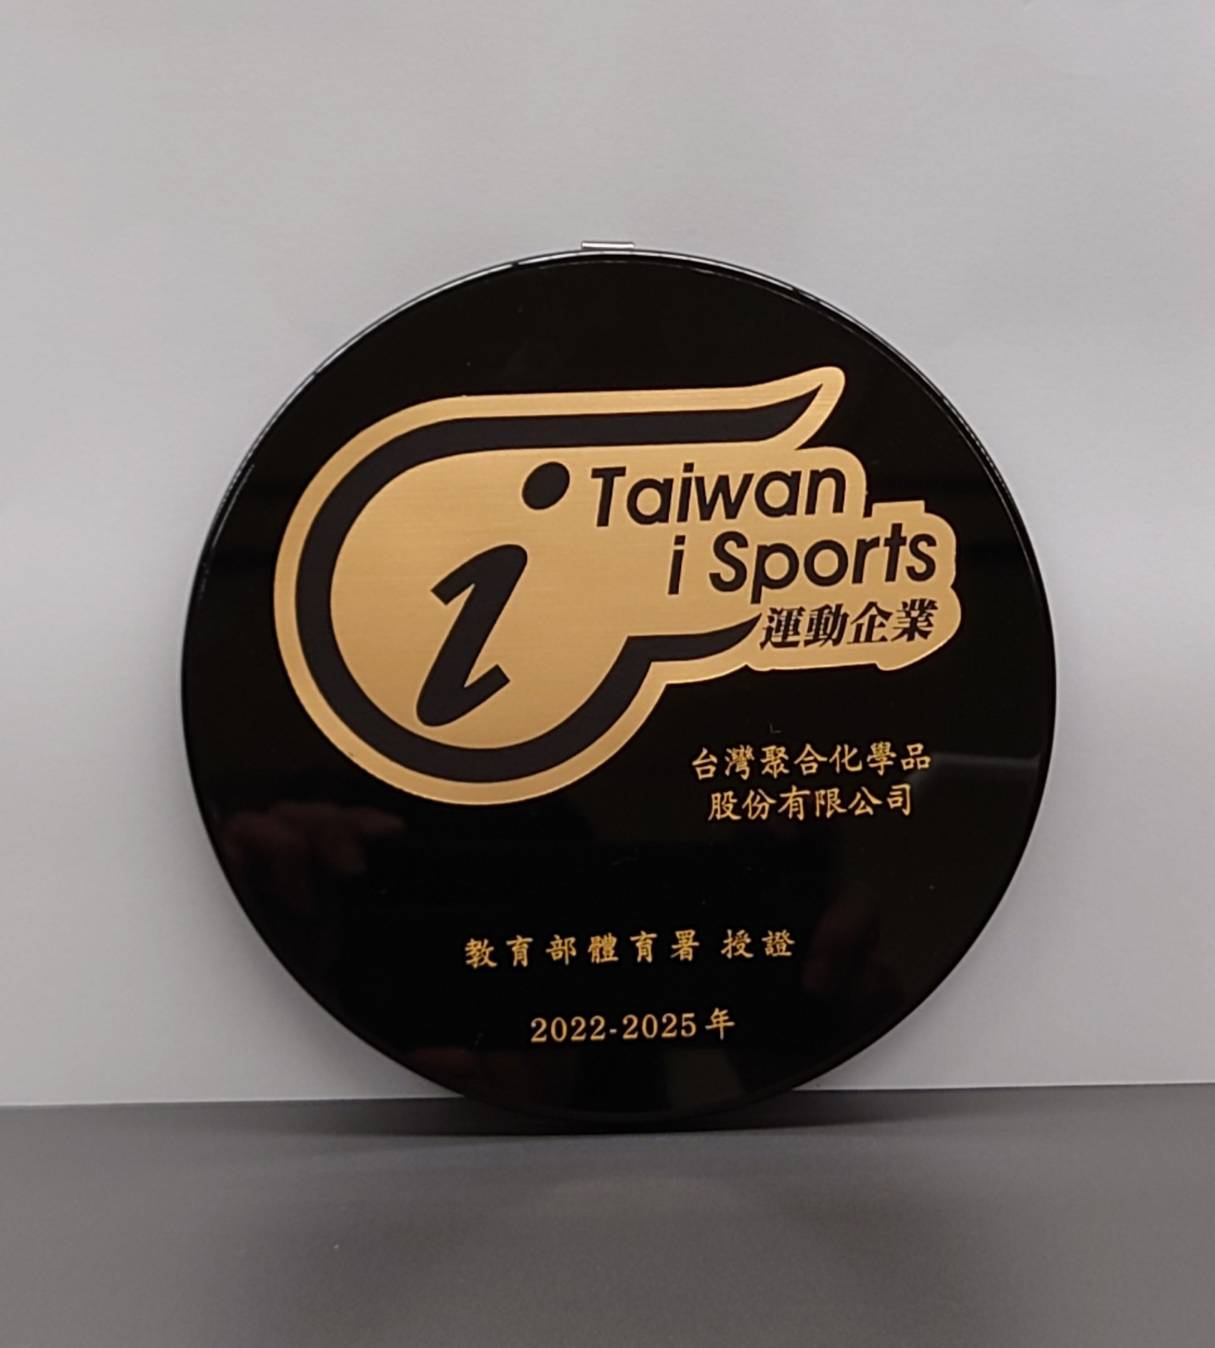 i Taiwan
i Sports
運動企業
台灣聚合化學品
股份有限公司
教育部體育署 授證
2022-2025年